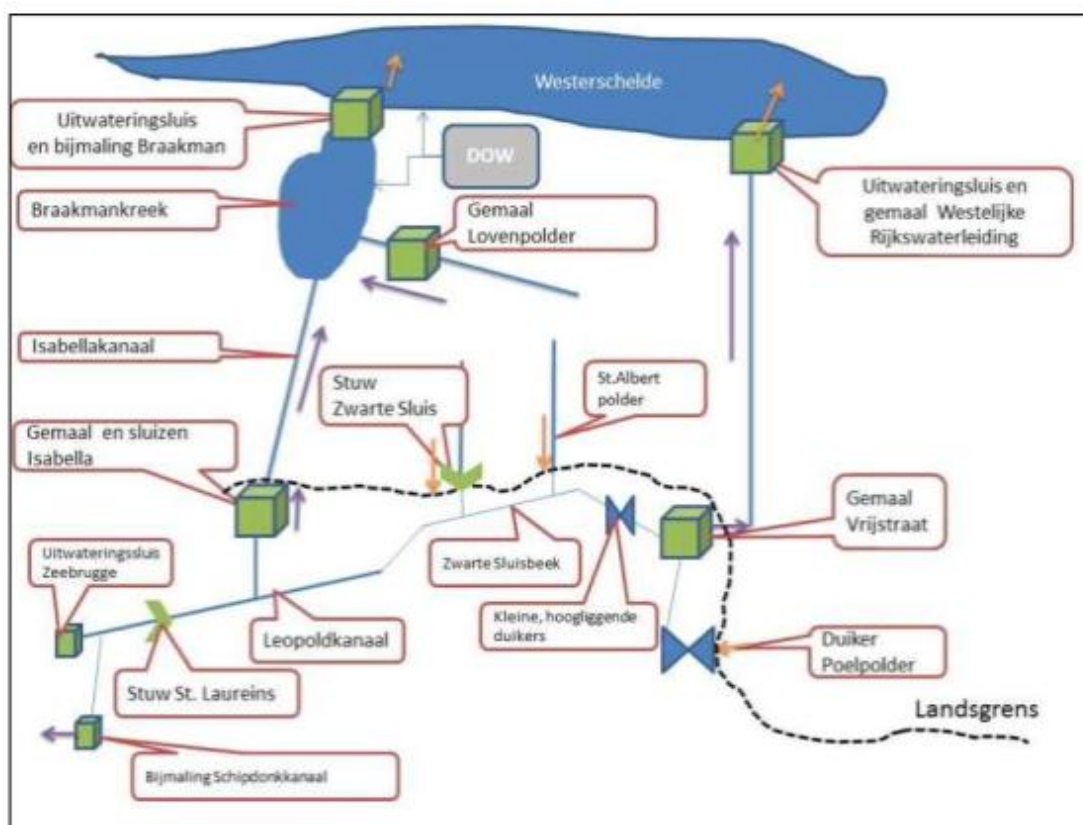 Westerschelde
Uitwateringsluis
en bijmaling Braakman
DOW
Braakmankreek
Gemaal
Lovenpolder
Uitwateringsluis en
gemaal Westelijke
Rijkswaterleiding
Isabellakanaal
Stuw
Zwarte Sluis
St.Albert
polder
Gemaal en sluizen
Isabella
Gemaal
Vrijstraat
Uitwateringssluis
Zeebrugge
Zwarte Sluisbeek
Kleine, hoogliggende
duikers
Leopoldkanaal
Duiker
Poelpolder
Stuw St. Laureins
Landsgrens
Bijmaling Schipdonkkanaal